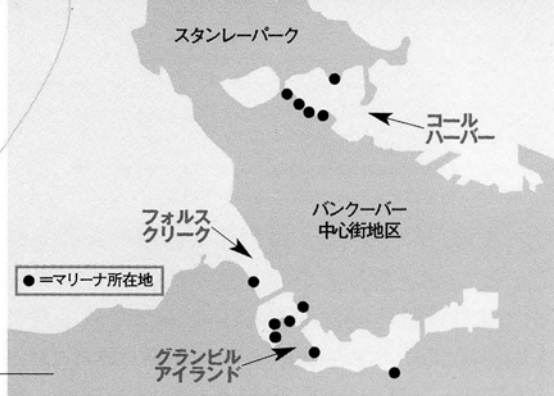 スタンレーパーク
コール
ハーバー
バンクーバー
中心街地区
フォルス
クリーク
●＝マリーナ所在地
グランビル
アイランド